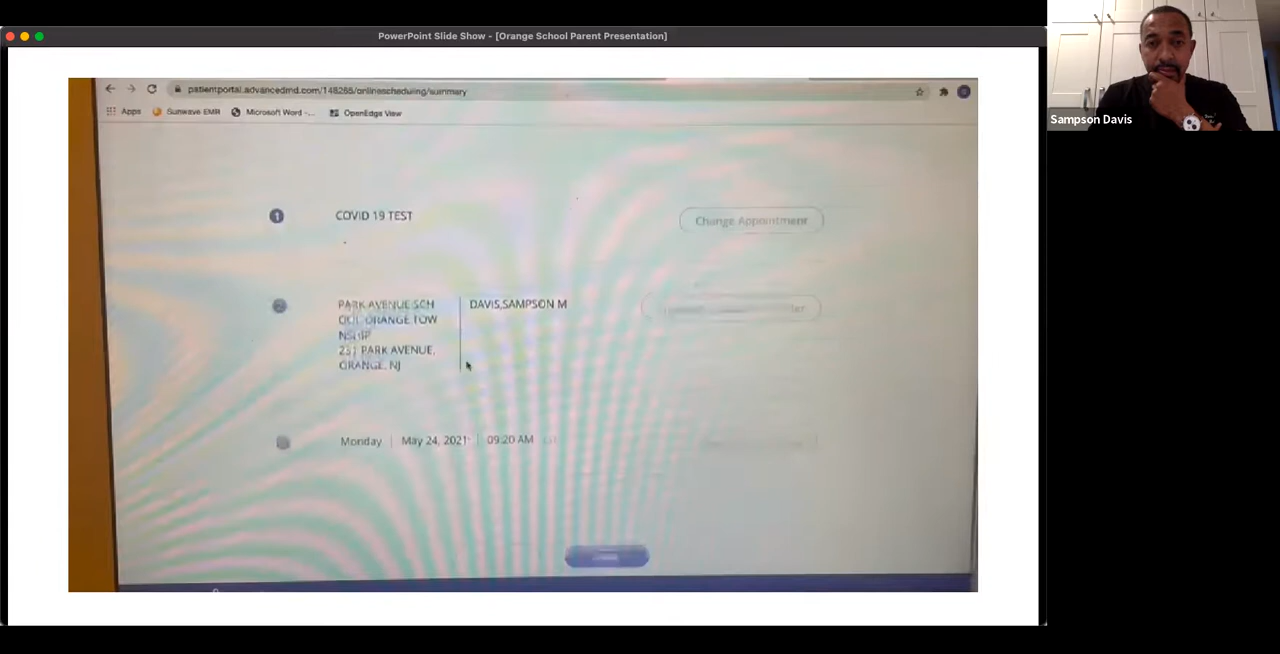 PowerPoint Slide Show - [Orange School Parent Presentation]
patientportal.advancedmd.com/148265/onlinescheduling/summary
Apps Sunwave EMR Microsoft Word -... OpenEdge View
1 COVID 19 TEST Change Appointment
PARK AVENUE SCH DAVIS,SAMPSON M
OOL ORANGE TOW
NSHIP
231 PARK AVENUE,
ORANGE, NJ
Monday May 24, 2021 09:20 AM
Sampson Davis